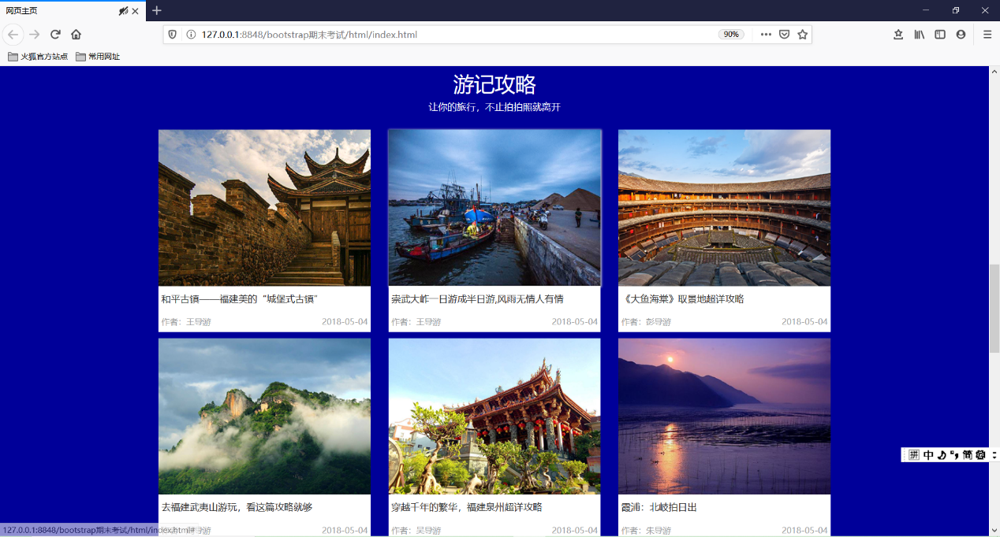 网页主页
127.0.0.1:8848/bootstrap期末考试/html/index.html
90%
火狐官方站点 常用网址
游记攻略
让你的旅行，不止拍拍照就离开
和平古镇——福建美的“城堡式古镇”
作者：王导游 2018-05-04
崇武大岞一日游成半日游,风雨无情人有情
作者：王导游 2018-05-04
《大鱼海棠》取景地超详攻略
作者：彭导游 2018-05-04
去福建武夷山游玩，看这篇攻略就够
导游 2018-05-04
穿越千年的繁华，福建泉州超详攻略
作者：吴导游 2018-05-04
霞浦：北岐拍日出
作者：朱导游 2018-05-04
拼 中 简
127.0.0.1:8848/bootstrap期末考试/html/index.html#